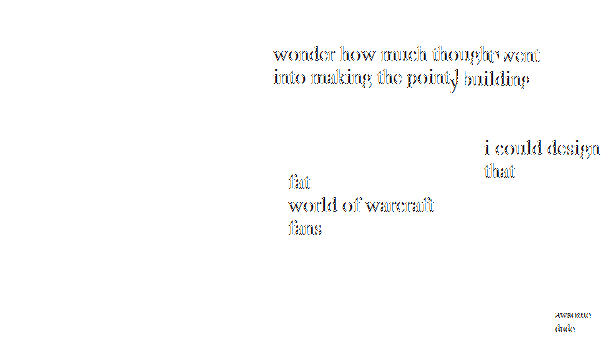 wonder how much thought went
into making the pointy building
i could design
that
fat
world of warcraft
fans
awesome
dude